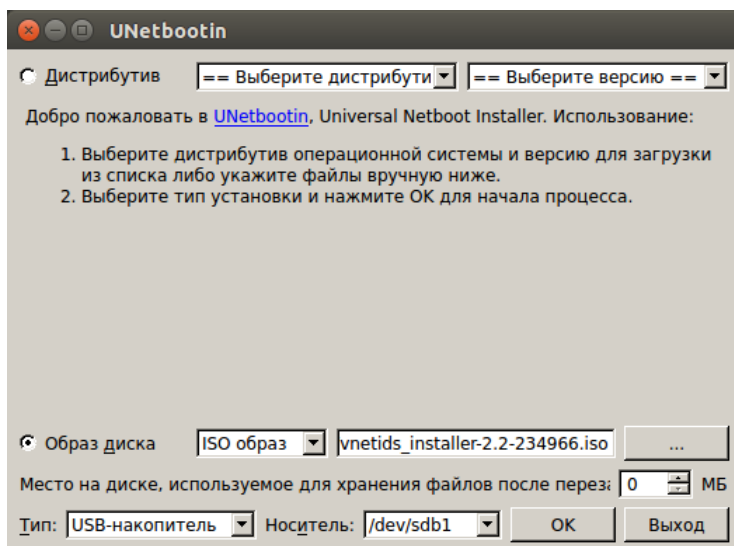 UNetbootin
Дистрибутив == Выберите дистрибути == Выберите версию ==
Добро пожаловать в UNetbootin, Universal Netboot Installer. Использование:
1. Выберите дистрибутив операционной системы и версию для загрузки
из списка либо укажите файлы вручную ниже.
2. Выберите тип установки и нажмите OK для начала процесса.
Образ диска ISO образ vnetids_installer-2.2-234966.iso ...
Место на диске, используемое для хранения файлов после переза 0 МБ
Тип: USB-накопитель Носитель: /dev/sdb1 OK Выход